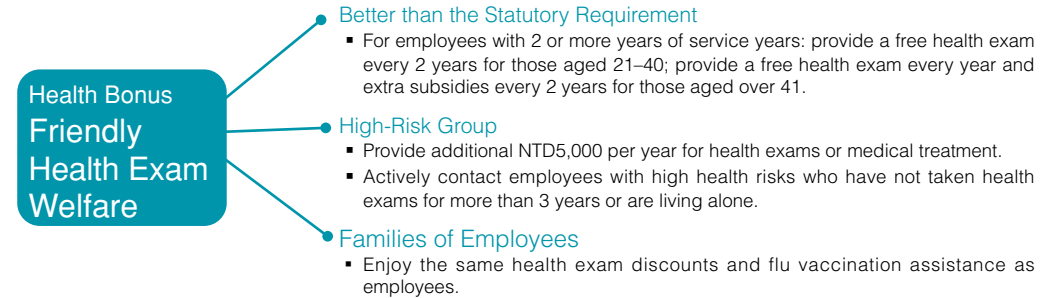 Health Bonus
Friendly
Health Exam
Welfare
Better than the Statutory Requirement
▪ For employees with 2 or more years of service years: provide a free health exam
every 2 years for those aged 21–40; provide a free health exam every year and
extra subsidies every 2 years for those aged over 41.
High-Risk Group
▪ Provide additional NTD5,000 per year for health exams or medical treatment.
▪ Actively contact employees with high health risks who have not taken health
exams for more than 3 years or are living alone.
Families of Employees
▪ Enjoy the same health exam discounts and flu vaccination assistance as
employees.